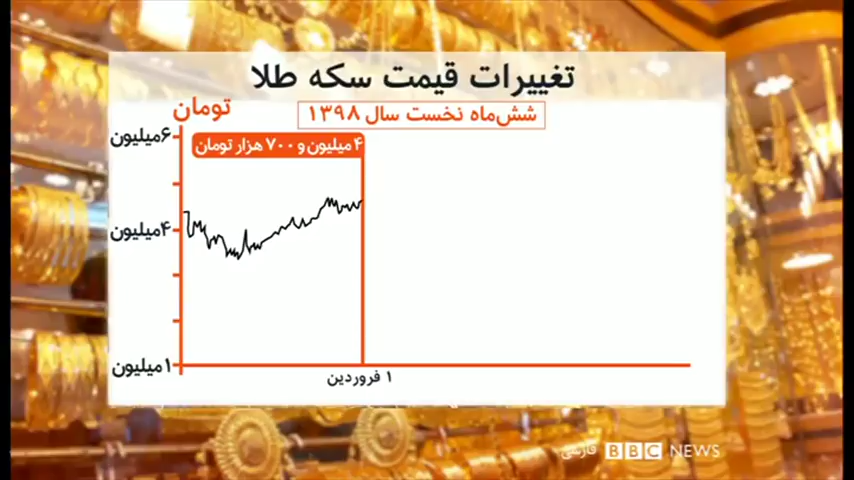 تغییرات قیمت سکه طلا
شش‌ماه نخست سال ۱۳۹۸
تومان
۶میلیون
۴ میلیون و ۷۰۰ هزار تومان
۴میلیون
۱میلیون
۱ فروردین
BBC NEWS فارسی